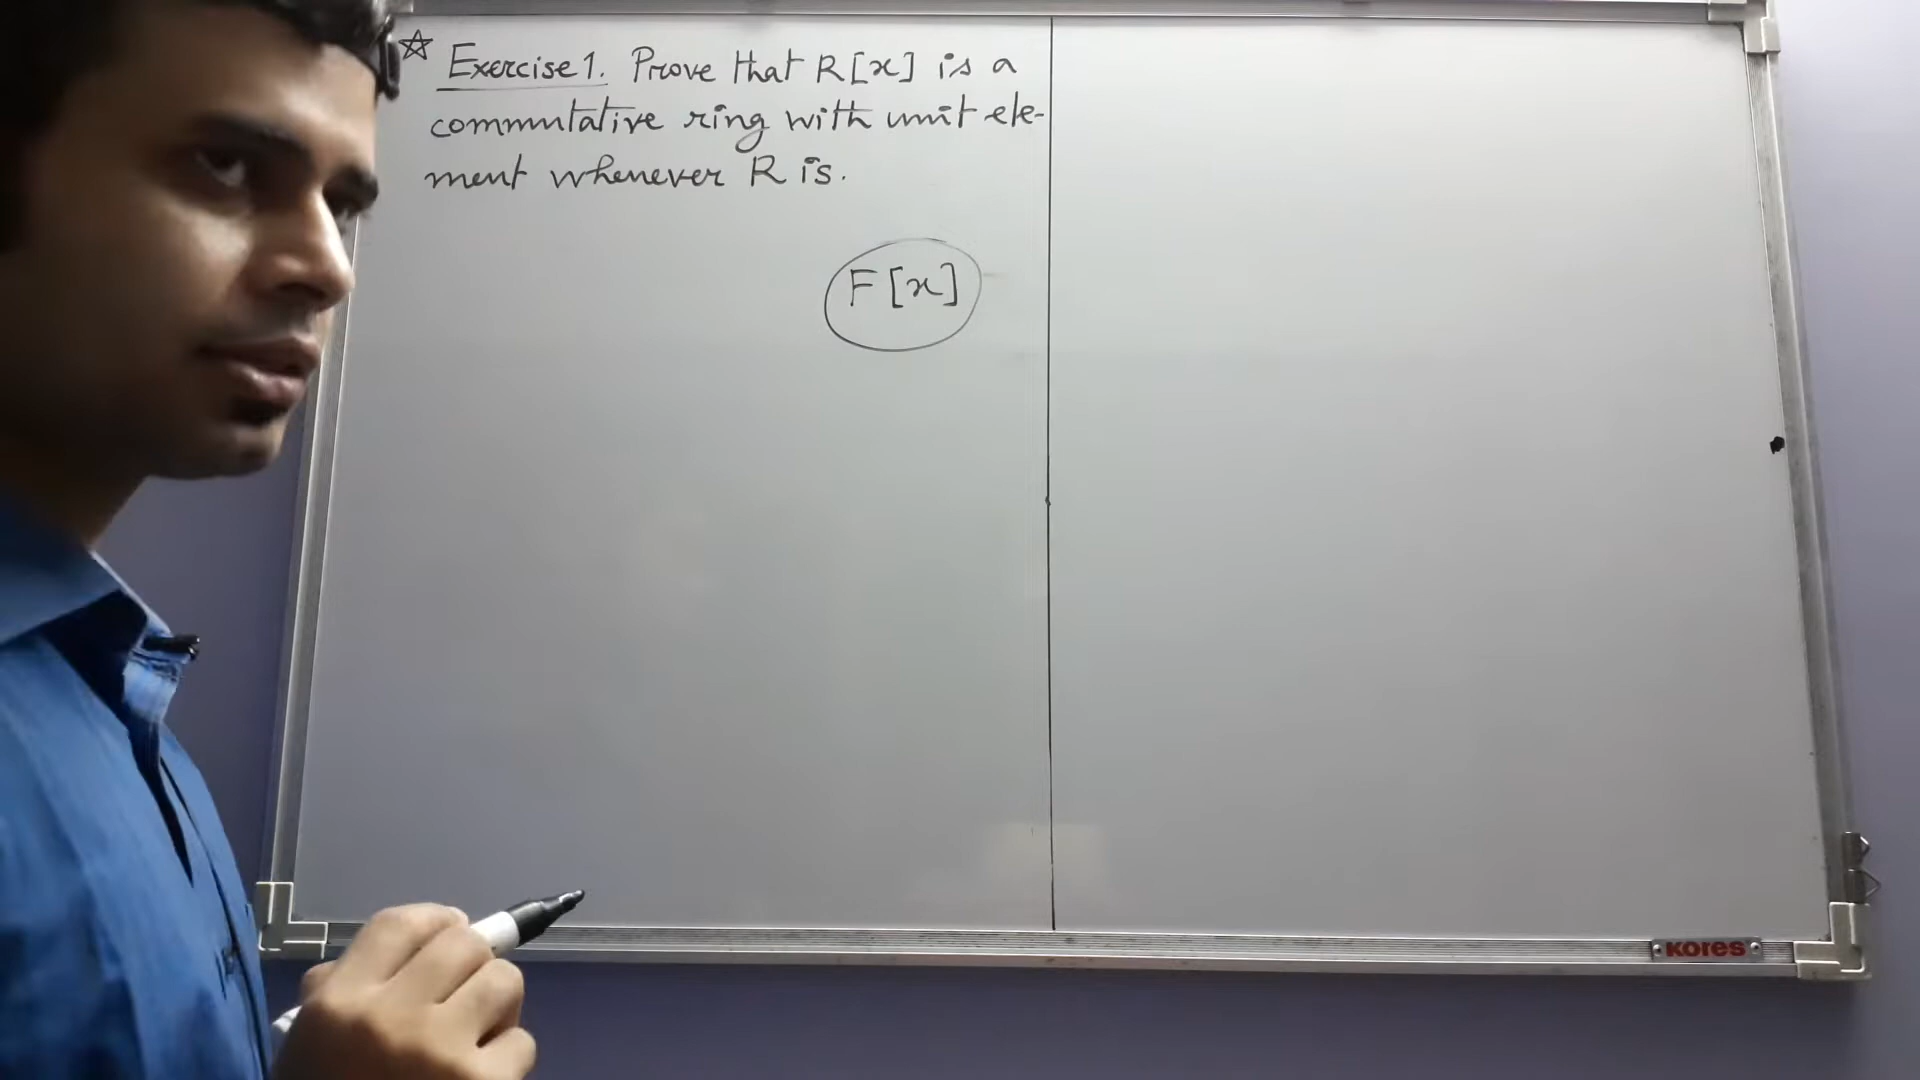 ☆ Exercise 1. Prove that R[x] is a
commutative ring with unit ele-
ment whenever R is.
F[x]
KORES